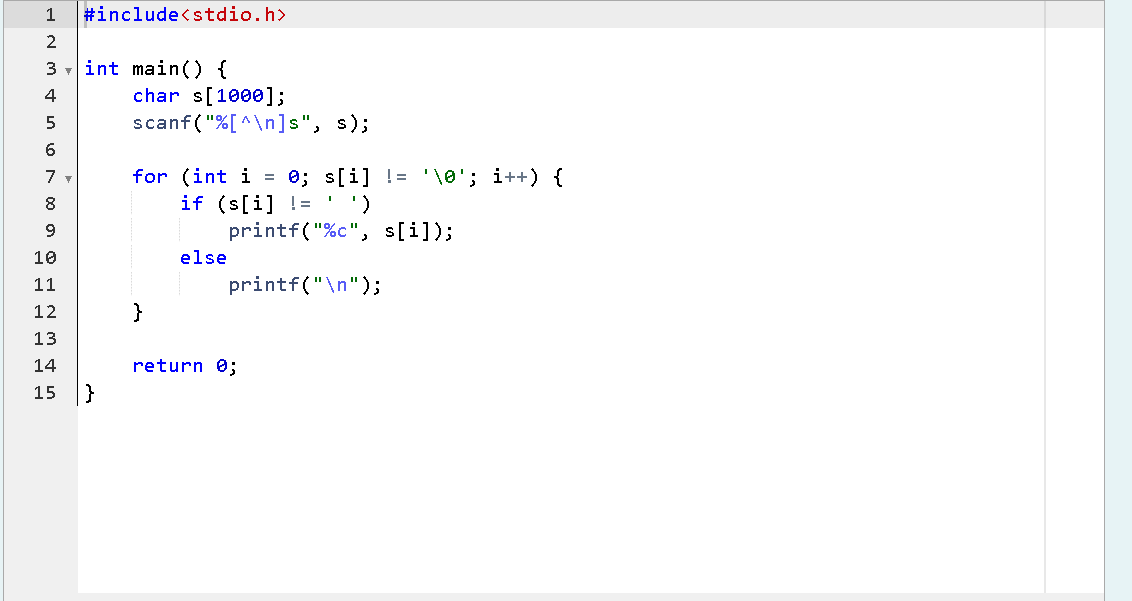 1 #include<stdio.h>
2
3 int main() {
4     char s[1000];
5     scanf("%[^\n]s", s);
6
7     for (int i = 0; s[i] != '\0'; i++) {
8         if (s[i] != ' ')
9             printf("%c", s[i]);
10         else
11             printf("\n");
12     }
13
14     return 0;
15 }